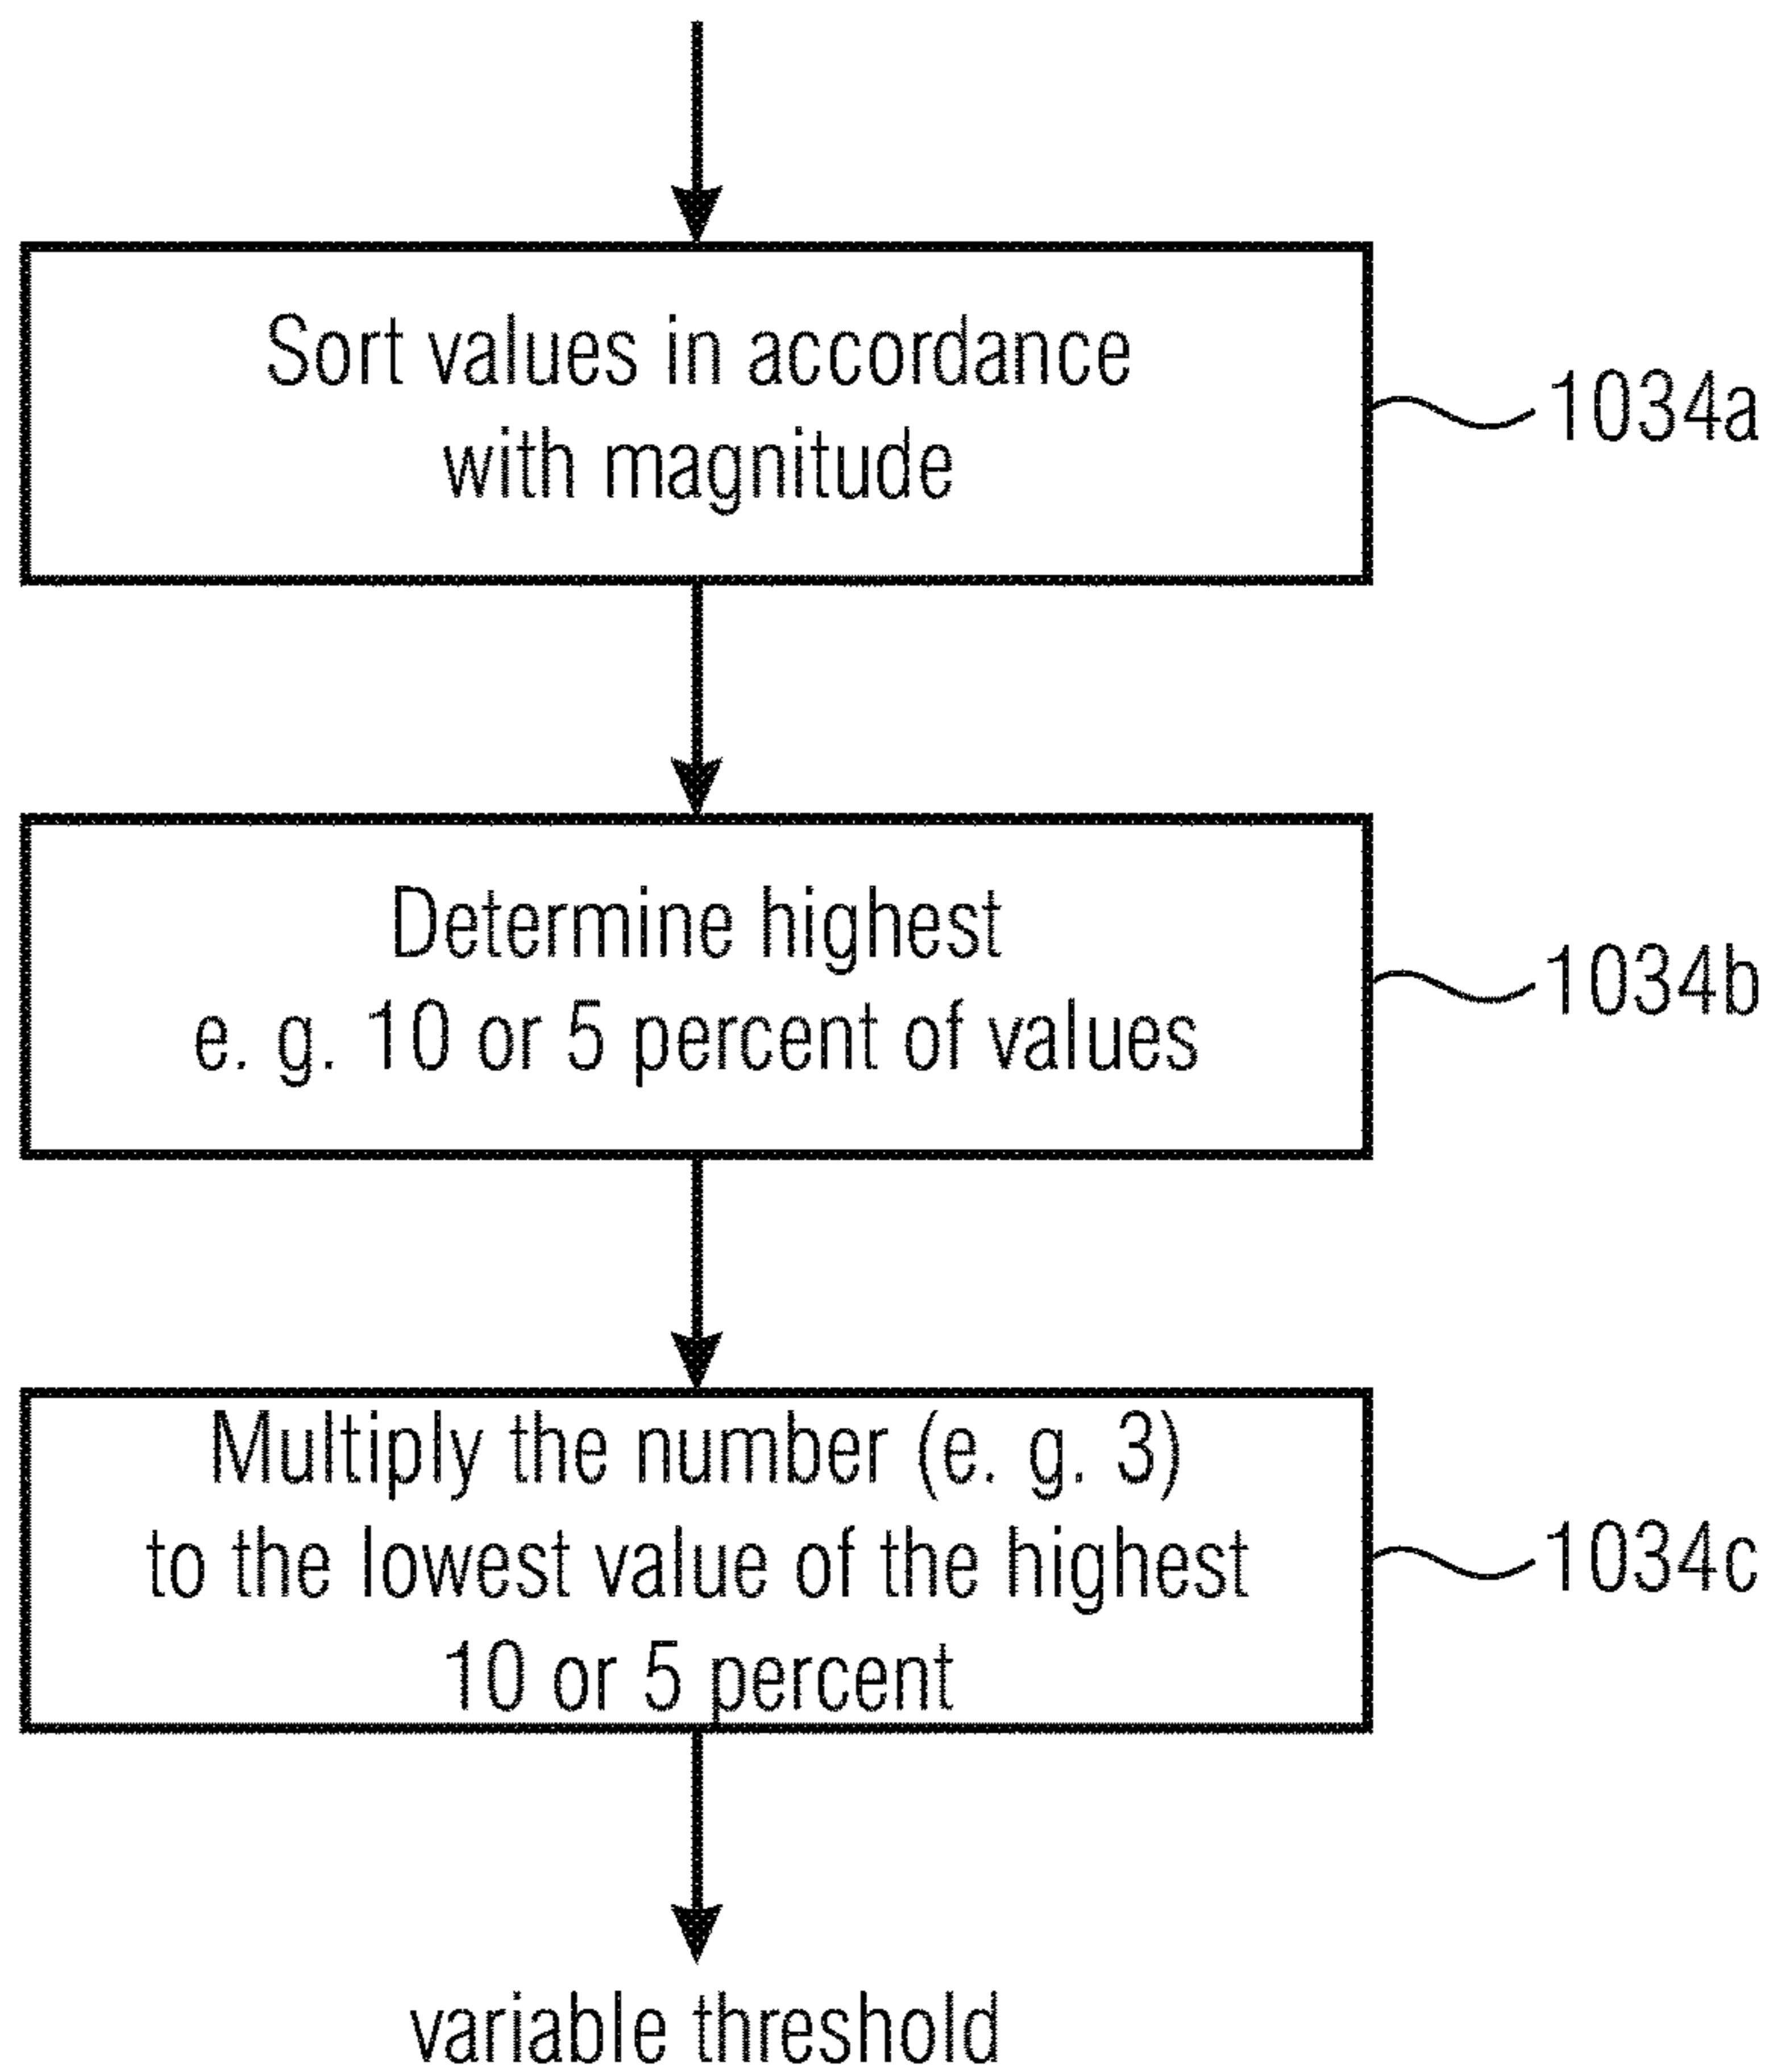 Sort values in accordance
with magnitude
1034a
Determine highest
e. g. 10 or 5 percent of values
1034b
Multiply the number (e. g. 3)
to the lowest value of the highest
10 or 5 percent
1034c
variable threshold